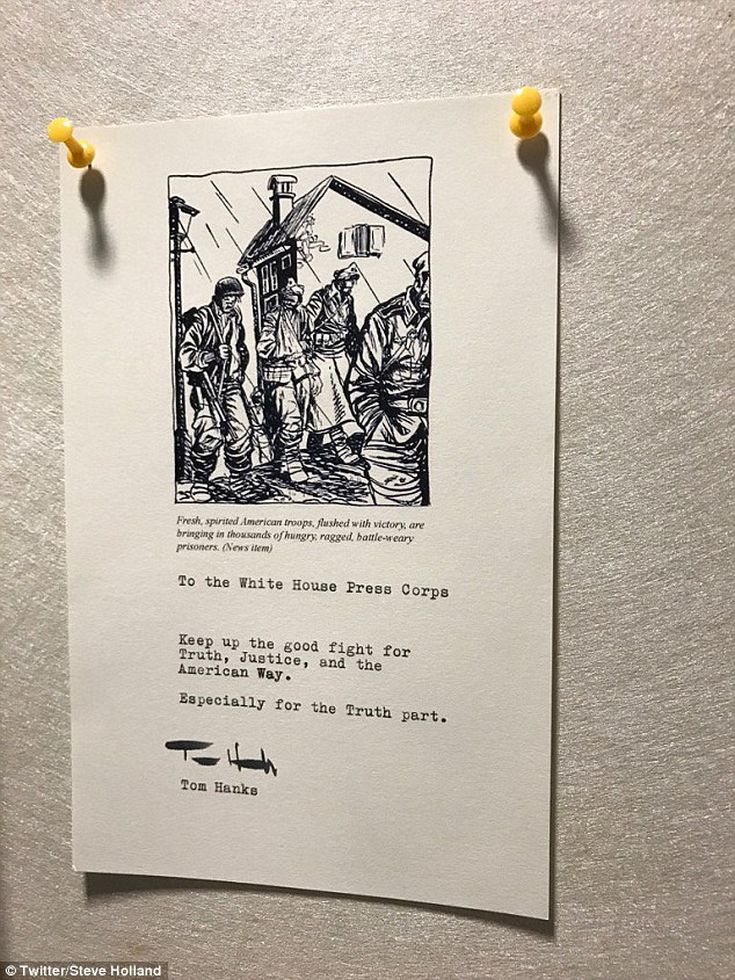 Fresh, spirited American troops, flushed with victory, are
bringing in thousands of hungry, ragged, battle-weary
prisoners. (News item)
To the White House Press Corps
Keep up the good fight for
Truth, Justice, and the
American Way.
Especially for the Truth part.
Tom Hanks
Tom Hanks
© Twitter/Steve Holland